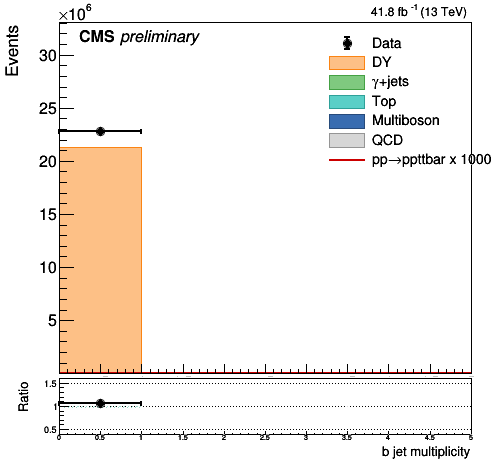 ×10⁶
41.8 fb⁻¹ (13 TeV)
CMS preliminary
Events
30
25
20
15
10
5
Data
DY
γ+jets
Top
Multiboson
QCD
pp→ppttbar x 1000
Ratio
1.5
1
0.5
0 0.5 1 1.5 2 2.5 3 3.5 4 4.5 5
b jet multiplicity